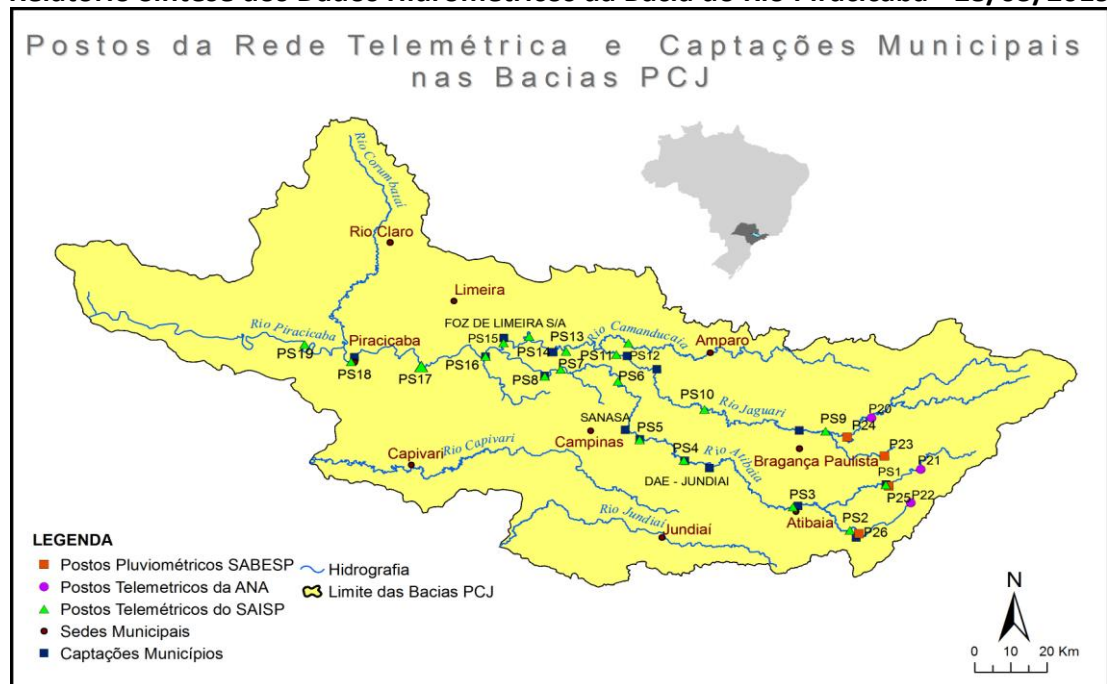 Relatório Síntese dos Dados Hidrométricos da Bacia do Rio Piracicaba
Postos da Rede Telemétrica e Captações Municipais
nas Bacias PCJ
Rio Corumbataí
Rio Claro
Limeira
FOZ DE LIMEIRA S/A
Rio Camanducaia
Rio Piracicaba
Piracicaba
PS15
PS13
PS14
PS11
PS12
Amparo
PS19
PS18
PS17
PS16
PS8
PS7
PS6
PS10
Rio Jaguari
PS9
P20
P24
SANASA
PS5
Campinas
Rio Capivari
Capivari
PS4
Rio Atibaia
DAE - JUNDIAI
Bragança Paulista
P23
PS1
P21
P25
P22
PS3
Atibaia
PS2
P26
Rio Jundiaí
Jundiaí
LEGENDA
Postos Pluviométricos SABESP
Postos Telemetricos da ANA
Postos Telemétricos do SAISP
Sedes Municipais
Captações Municípios
Hidrografia
Limite das Bacias PCJ
N
0 10 20 Km